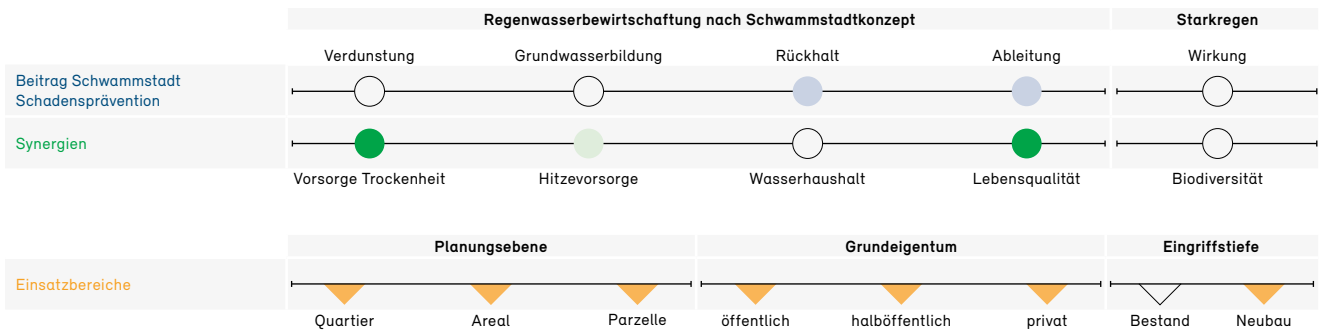 Regenwasserbewirtschaftung nach Schwammstadtkonzept Starkregen
Verdunstung Grundwasserbildung Rückhalt Ableitung Wirkung
Beitrag Schwammstadt
Schadensprävention
Synergien
Vorsorge Trockenheit Hitzevorsorge Wasserhaushalt Lebensqualität Biodiversität
Planungsebene Grundeigentum Eingriffstiefe
Einsatzbereiche
Quartier Areal Parzelle öffentlich halböffentlich privat Bestand Neubau